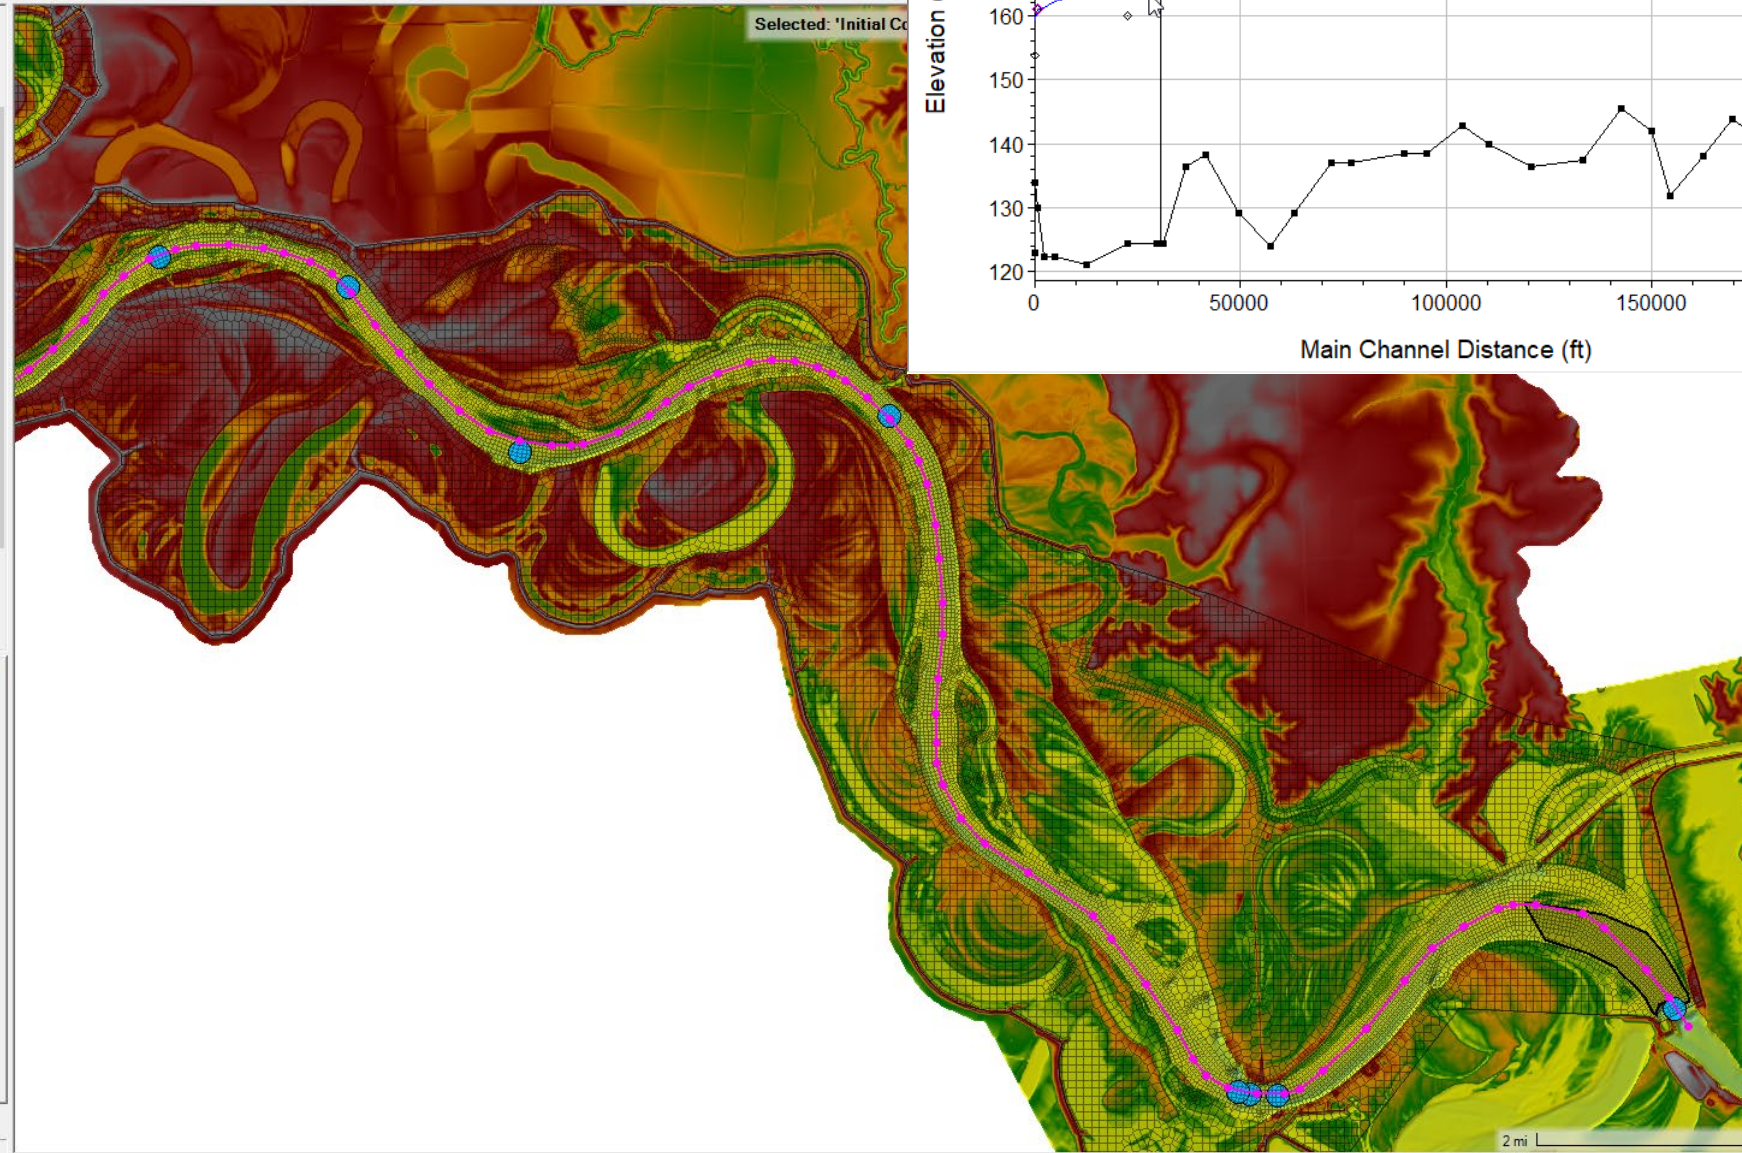 Selected: 'Initial Co
Elevation (
160
150
140
130
120
0 50000 100000 150000
Main Channel Distance (ft)
2 mi